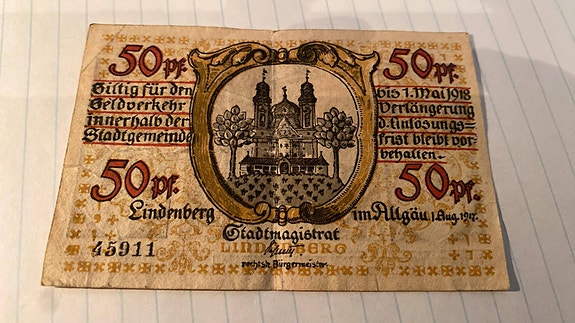 50 pf.
50 pf.
Giltig für den
Geldverkehr
innerhalb der
Stadtgemeinde
bis 1. Mai 1918
Verlängerung
d. Einlösungs=
frist bleibt vor-
behalten.
50 pf.
50 pf.
Lindenberg im Allgäu, 1. Aug. 1917.
Stadtmagistrat
LINDENBERG
45911
rechtsk. Bürgermeister.